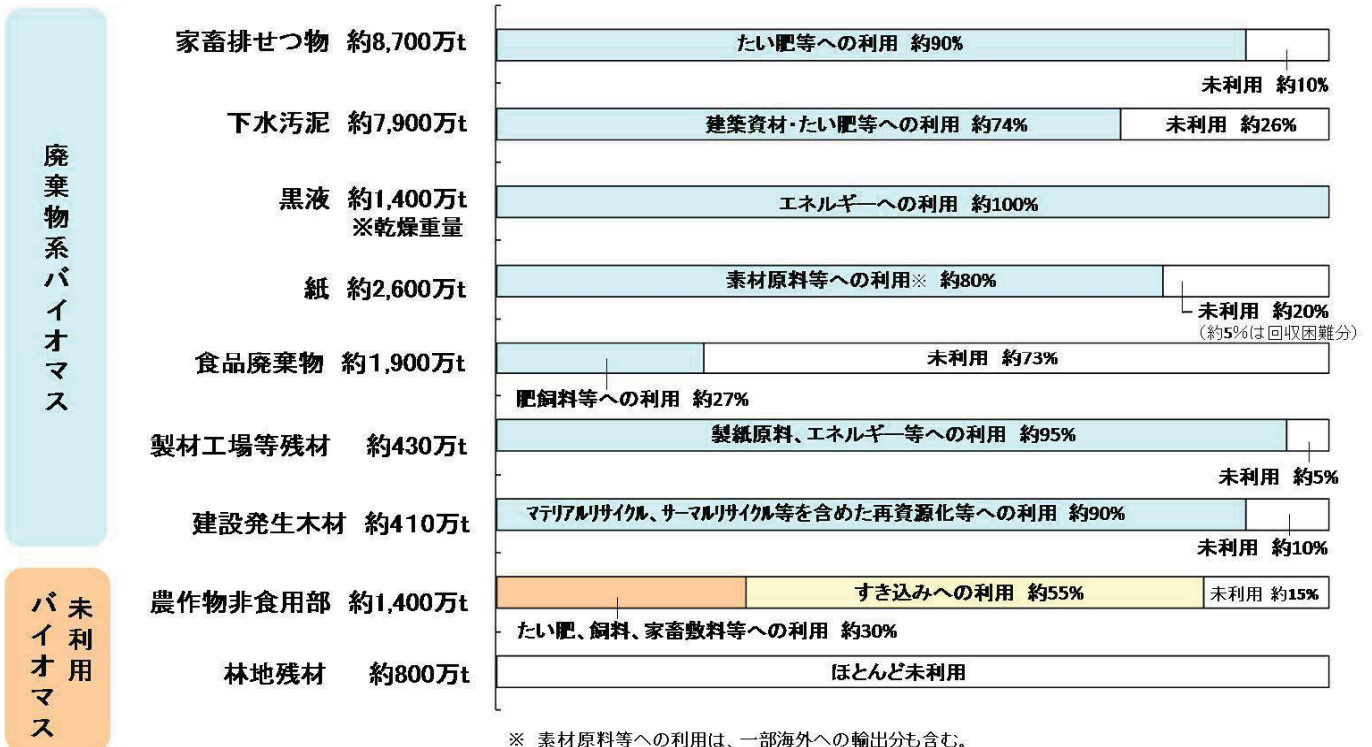 廃棄物系バイオマス
家畜排せつ物 約8,700万t
たい肥等への利用 約90%
未利用 約10%
下水汚泥 約7,900万t
建築資材・たい肥等への利用 約74%
未利用 約26%
黒液 約1,400万t
※乾燥重量
エネルギーへの利用 約100%
紙 約2,600万t
素材原料等への利用※ 約80%
未利用 約20%
(約5%は回収困難分)
食品廃棄物 約1,900万t
未利用 約73%
肥飼料等への利用 約27%
製材工場等残材 約430万t
製紙原料、エネルギー等への利用 約95%
未利用 約5%
建設発生木材 約410万t
マテリアルリサイクル、サーマルリサイクル等を含めた再資源化等への利用 約90%
未利用 約10%
未利用
バイオマス
農作物非食用部 約1,400万t
すき込みへの利用 約55%
未利用 約15%
たい肥、飼料、家畜敷料等への利用 約30%
林地残材 約800万t
ほとんど未利用
※ 素材原料等への利用は、一部海外への輸出分も含む。